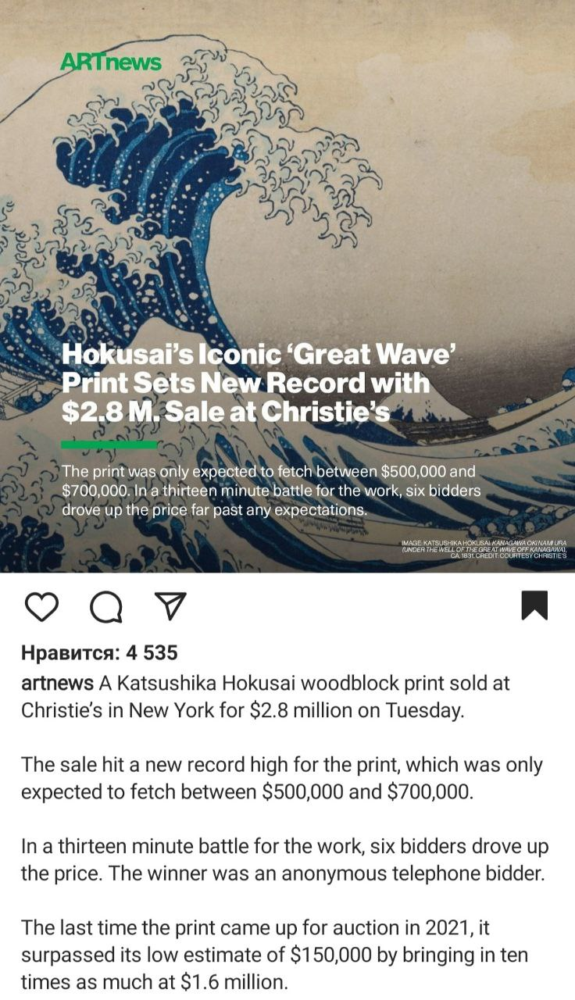 ARTnews
Hokusai's Iconic ‘Great Wave’
Print Sets New Record with
$2.8 M. Sale at Christie's
The print was only expected to fetch between $500,000 and
$700,000. In a thirteen minute battle for the work, six bidders
drove up the price far past any expectations.
IMAGE: KATSUSHIKA HOKUSAI: KANAGAWA OKI NAMI URA
(UNDER THE WELL OF THE GREAT WAVE OFF KANAGAWA),
CA. 1831. CREDIT: COURTESY CHRISTIE'S
Нравится: 4 535
artnews A Katsushika Hokusai woodblock print sold at
Christie’s in New York for $2.8 million on Tuesday.
The sale hit a new record high for the print, which was only
expected to fetch between $500,000 and $700,000.
In a thirteen minute battle for the work, six bidders drove up
the price. The winner was an anonymous telephone bidder.
The last time the print came up for auction in 2021, it
surpassed its low estimate of $150,000 by bringing in ten
times as much at $1.6 million.